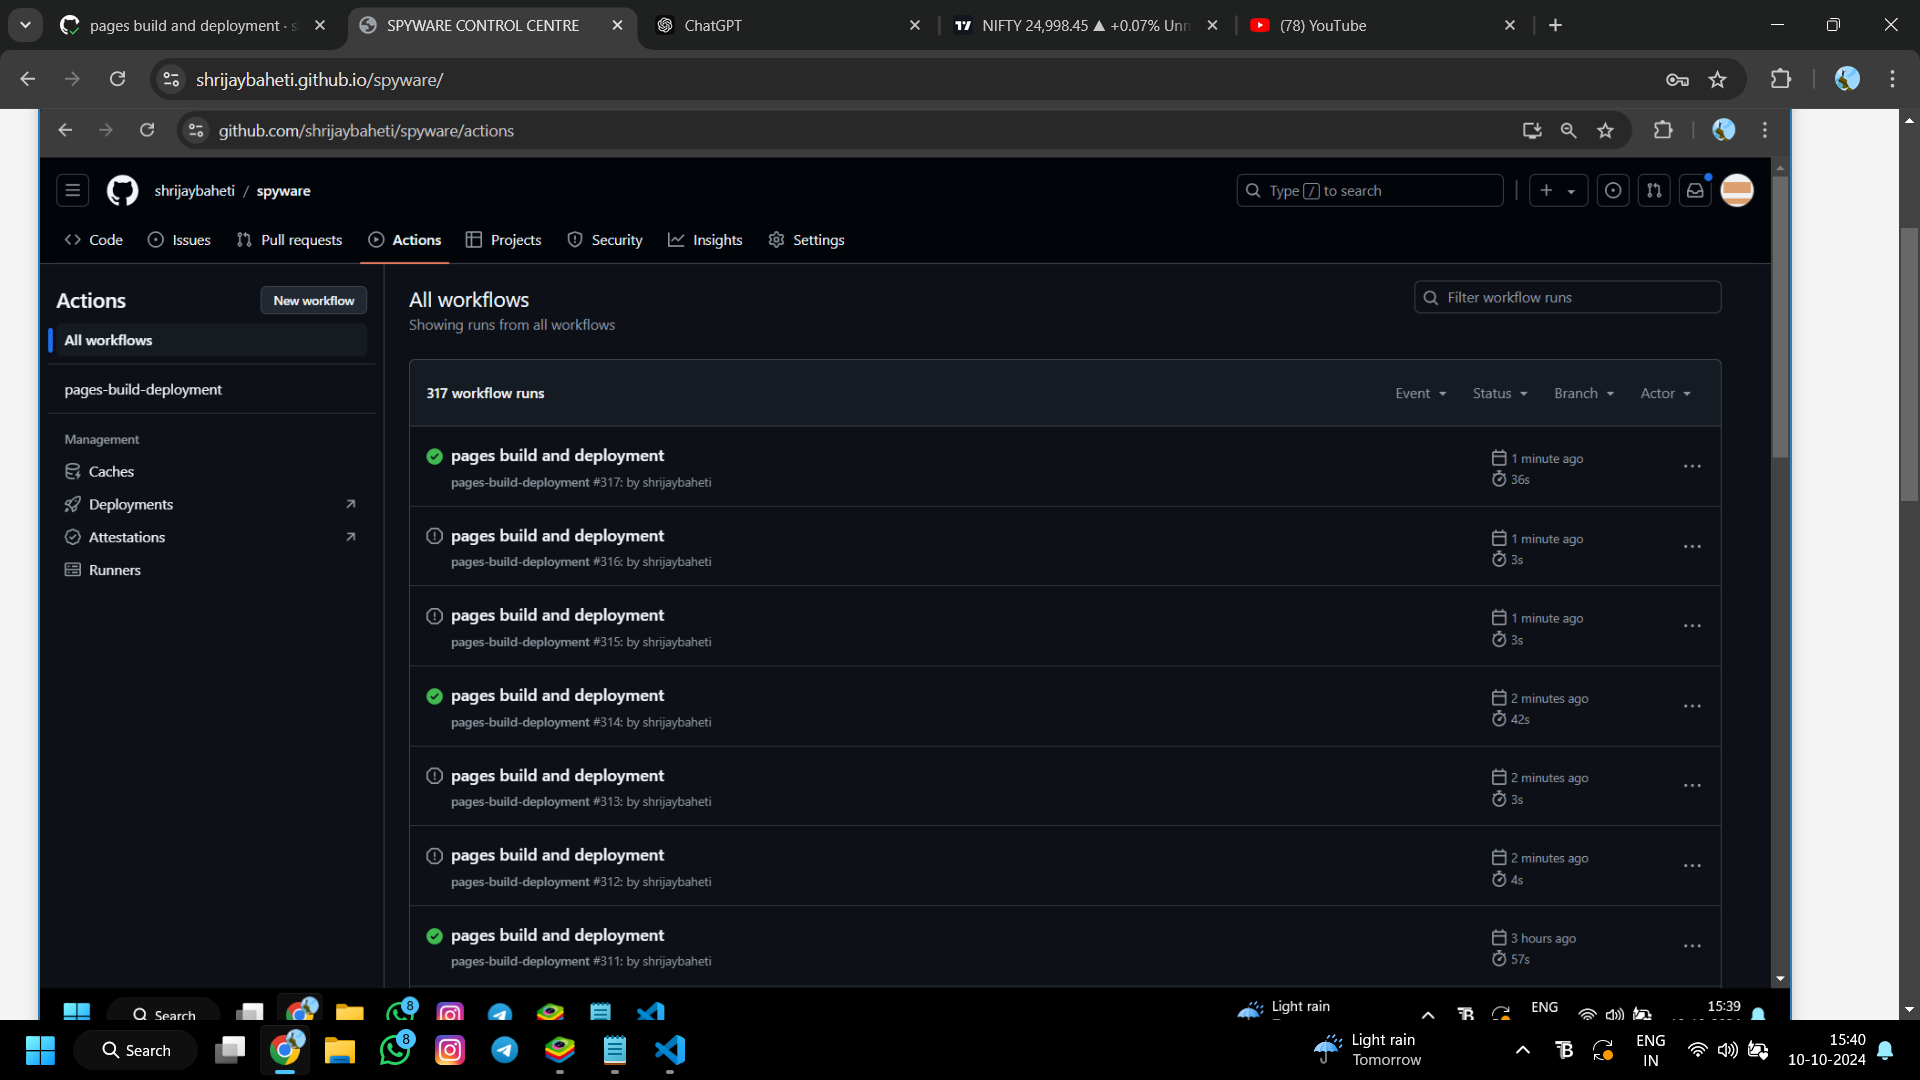 pages build and deployment · s
SPYWARE CONTROL CENTRE
ChatGPT
NIFTY 24,998.45 ▲ +0.07% Unn
(78) YouTube
shrijaybaheti.github.io/spyware/
github.com/shrijaybaheti/spyware/actions
shrijaybaheti / spyware
Type / to search
Code
Issues
Pull requests
Actions
Projects
Security
Insights
Settings
Actions
New workflow
All workflows
pages-build-deployment
Management
Caches
Deployments
Attestations
Runners
All workflows
Showing runs from all workflows
Filter workflow runs
317 workflow runs
Event
Status
Branch
Actor
pages build and deployment
pages-build-deployment #317: by shrijaybaheti
1 minute ago
36s
pages build and deployment
pages-build-deployment #316: by shrijaybaheti
1 minute ago
3s
pages build and deployment
pages-build-deployment #315: by shrijaybaheti
1 minute ago
3s
pages build and deployment
pages-build-deployment #314: by shrijaybaheti
2 minutes ago
42s
pages build and deployment
pages-build-deployment #313: by shrijaybaheti
2 minutes ago
3s
pages build and deployment
pages-build-deployment #312: by shrijaybaheti
2 minutes ago
4s
pages build and deployment
pages-build-deployment #311: by shrijaybaheti
3 hours ago
57s
Search
8
Light rain
ENG
15:39
Search
8
Light rain
Tomorrow
ENG
IN
15:40
10-10-2024